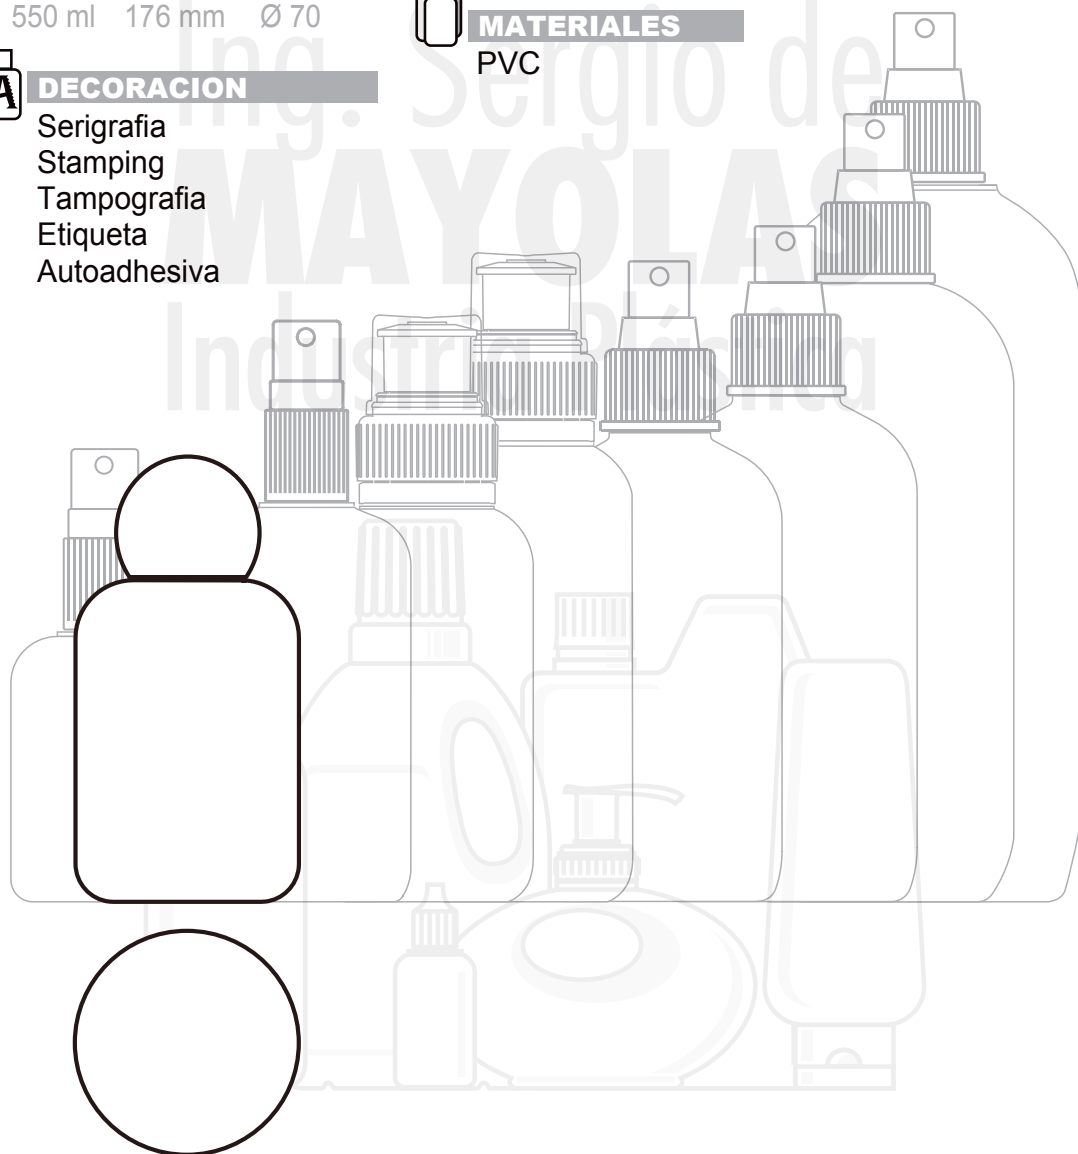 550 ml 176 mm Ø 70
MATERIALES
PVC
DECORACION
Serigrafia
Stamping
Tampografia
Etiqueta
Autoadhesiva
A
Ing. Sergio de
MAYOLAS
Industria Plástica